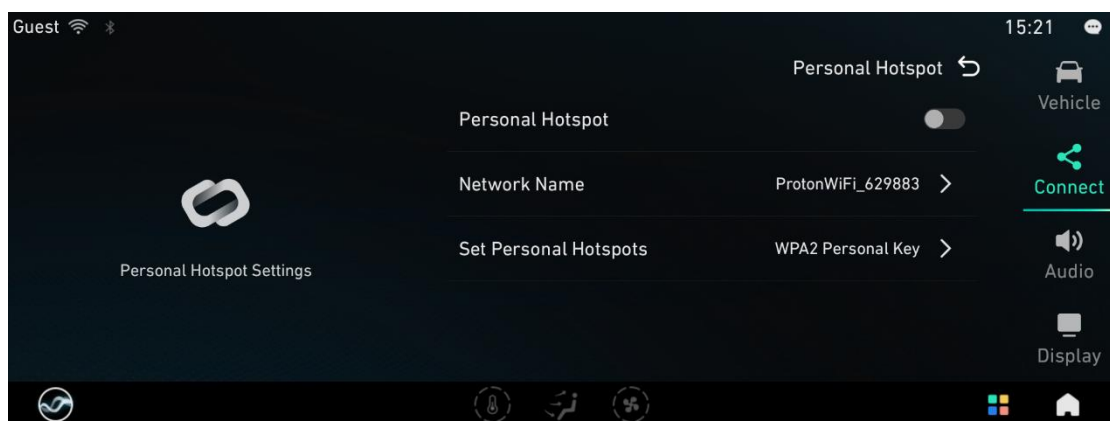 Guest
15:21
Personal Hotspot
Vehicle
Personal Hotspot
Connect
Network Name ProtonWiFi_629883
Set Personal Hotspots WPA2 Personal Key
Audio
Personal Hotspot Settings
Display